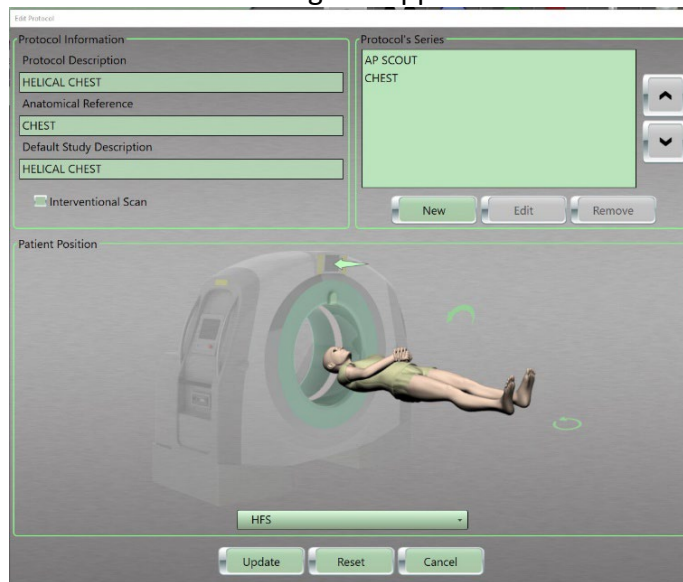 Edit Protocol
Protocol Information
Protocol Description
HELICAL CHEST
Anatomical Reference
CHEST
Default Study Description
HELICAL CHEST
Interventional Scan
Protocol's Series
AP SCOUT
CHEST
New
Edit
Remove
Patient Position
HFS
Update
Reset
Cancel